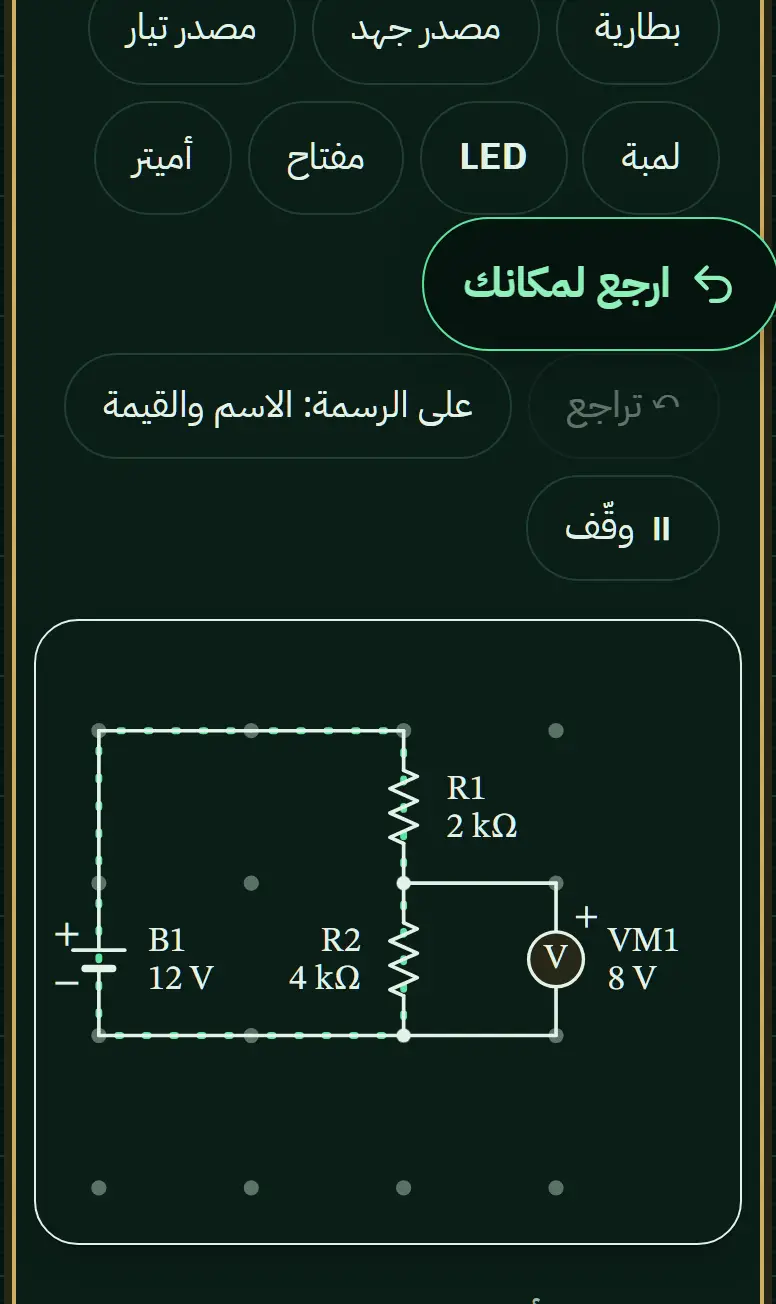 بطارية مصدر جهد مصدر تيار
لمبة LED مفتاح أميتر
ارجع لمكانك
تراجع على الرسمة: الاسم والقيمة
وقّف
R1
2 kΩ
+ B1 R2 + VM1
− 12 V 4 kΩ V 8 V